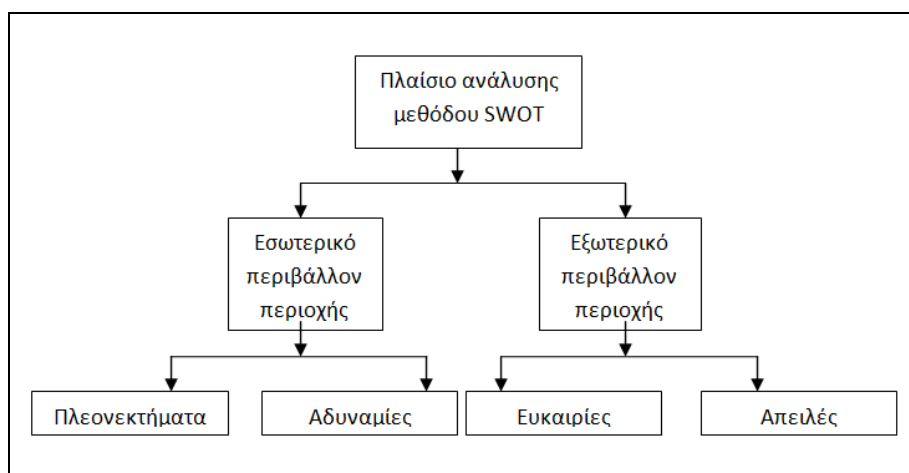 Πλαίσιο ανάλυσης
μεθόδου SWOT
Εσωτερικό
περιβάλλον
περιοχής
Εξωτερικό
περιβάλλον
περιοχής
Πλεονεκτήματα
Αδυναμίες
Ευκαιρίες
Απειλές